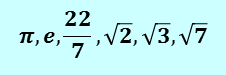 π, e, 22/7, √2, √3, √7